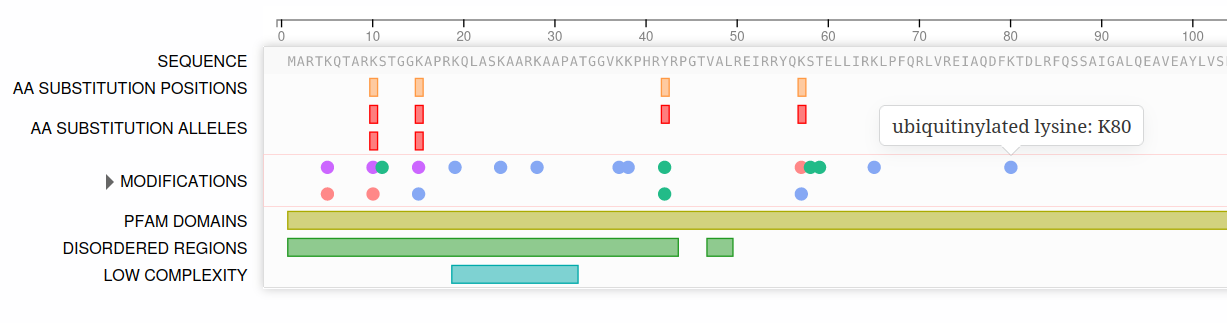 0 10 20 30 40 50 60 70 80 90 100
SEQUENCE MARTKQTARKSTGGKAPRKQLASKAARKAAPATGGVKKPHRYRPGTVALREIRRYQKSTELLIRKLPFQRLVREIAQDFKTDLRFQSSAIGALQEAVEAYLVS
AA SUBSTITUTION POSITIONS
AA SUBSTITUTION ALLELES
ubiquitinylated lysine: K80
MODIFICATIONS
PFAM DOMAINS
DISORDERED REGIONS
LOW COMPLEXITY